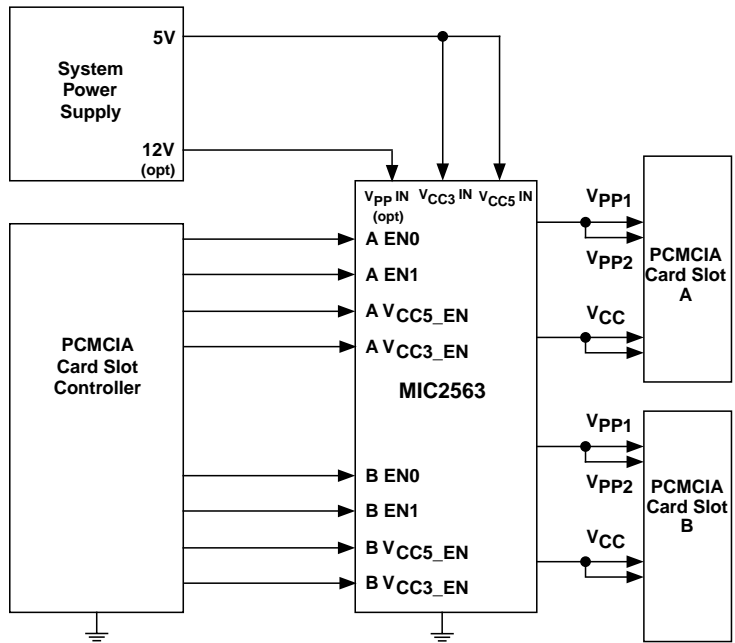 System
Power
Supply
5V
12V
(opt)
VPP IN
(opt)
VCC3 IN
VCC5 IN
PCMCIA
Card Slot
Controller
A EN0
A EN1
A VCC5_EN
A VCC3_EN
MIC2563
B EN0
B EN1
B VCC5_EN
B VCC3_EN
VPP1
VPP2
VCC
PCMCIA
Card Slot
A
VPP1
VPP2
VCC
PCMCIA
Card Slot
B